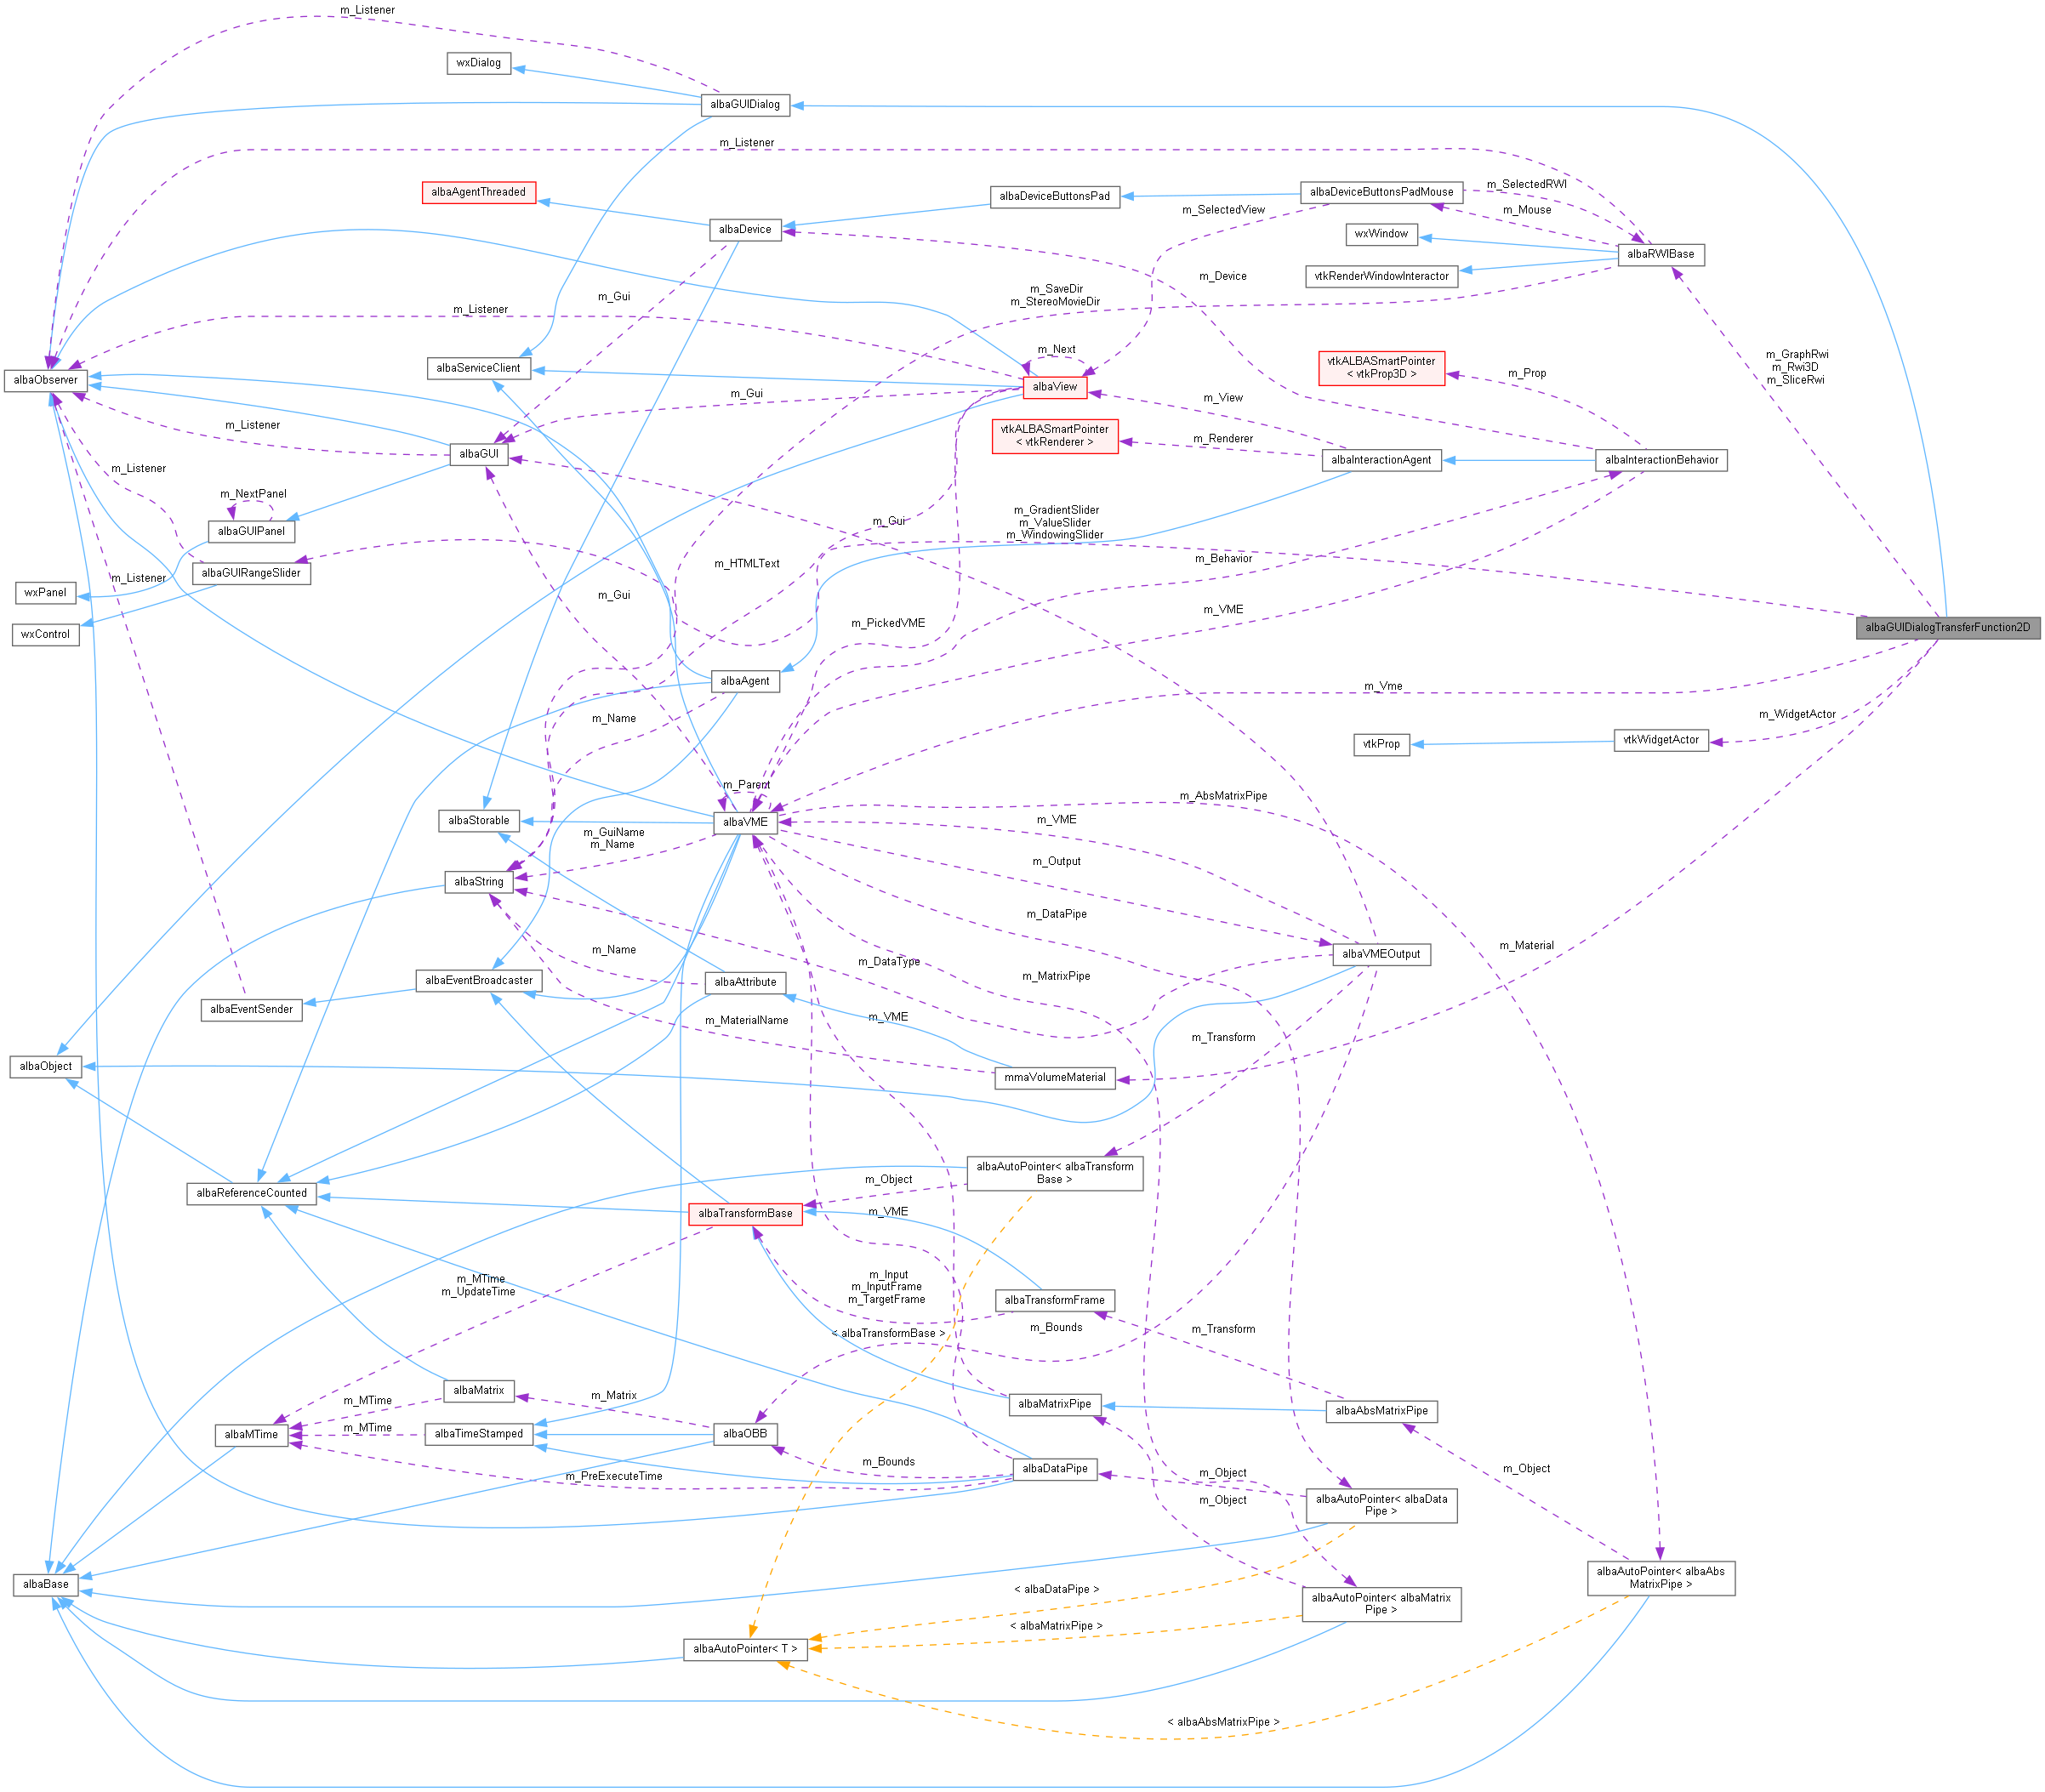 m_Listener
wxDialog
albaGUIDialog
m_Listener
albaAgentThreaded
albaDeviceButtonsPad
albaDeviceButtonsPadMouse
m_SelectedRWI
m_SelectedView
m_Mouse
albaDevice
wxWindow
albaRWIBase
vtkRenderWindowInteractor
m_Device
m_Gui
m_SaveDir
m_StereoMovieDir
m_Listener
m_Next
m_GraphRwi
m_Rwi3D
m_SliceRwi
albaServiceClient
albaObserver
albaView
vtkALBASmartPointer
< vtkProp3D >
m_Prop
m_Gui
m_View
m_Listener
vtkALBASmartPointer
< vtkRenderer >
m_Renderer
albaGUI
albaInteractionAgent
albaInteractionBehavior
m_Listener
m_NextPanel
albaGUIPanel
m_Gui
m_GradientSlider
m_ValueSlider
m_WindowingSlider
m_Listener
albaGUIRangeSlider
m_HTMLText
m_Behavior
wxPanel
m_Gui
m_VME
wxControl
m_PickedVME
albaGUIDialogTransferFunction2D
albaAgent
m_Vme
m_Name
m_WidgetActor
vtkProp
vtkWidgetActor
m_Parent
m_AbsMatrixPipe
albaStorable
albaVME
m_GuiName
m_Name
m_VME
m_Output
albaString
m_DataPipe
m_Name
m_DataType
m_MatrixPipe
albaVMEOutput
m_Material
albaEventBroadcaster
albaAttribute
albaEventSender
m_MaterialName
m_VME
m_Transform
albaObject
mmaVolumeMaterial
albaAutoPointer< albaTransform
Base >
m_Object
albaReferenceCounted
albaTransformBase
m_VME
m_MTime
m_UpdateTime
m_Input
m_InputFrame
m_TargetFrame
albaTransformFrame
< albaTransformBase >
m_Bounds
m_Transform
albaMatrix
m_Matrix
m_MTime
albaMatrixPipe
albaAbsMatrixPipe
albaMTime
m_MTime
albaTimeStamped
albaOBB
m_Bounds
albaDataPipe
m_PreExecuteTime
m_Object
m_Object
m_Object
albaAutoPointer< albaData
Pipe >
albaBase
albaAutoPointer< albaAbs
MatrixPipe >
< albaDataPipe >
albaAutoPointer< albaMatrix
Pipe >
< albaMatrixPipe >
albaAutoPointer< T >
< albaAbsMatrixPipe >